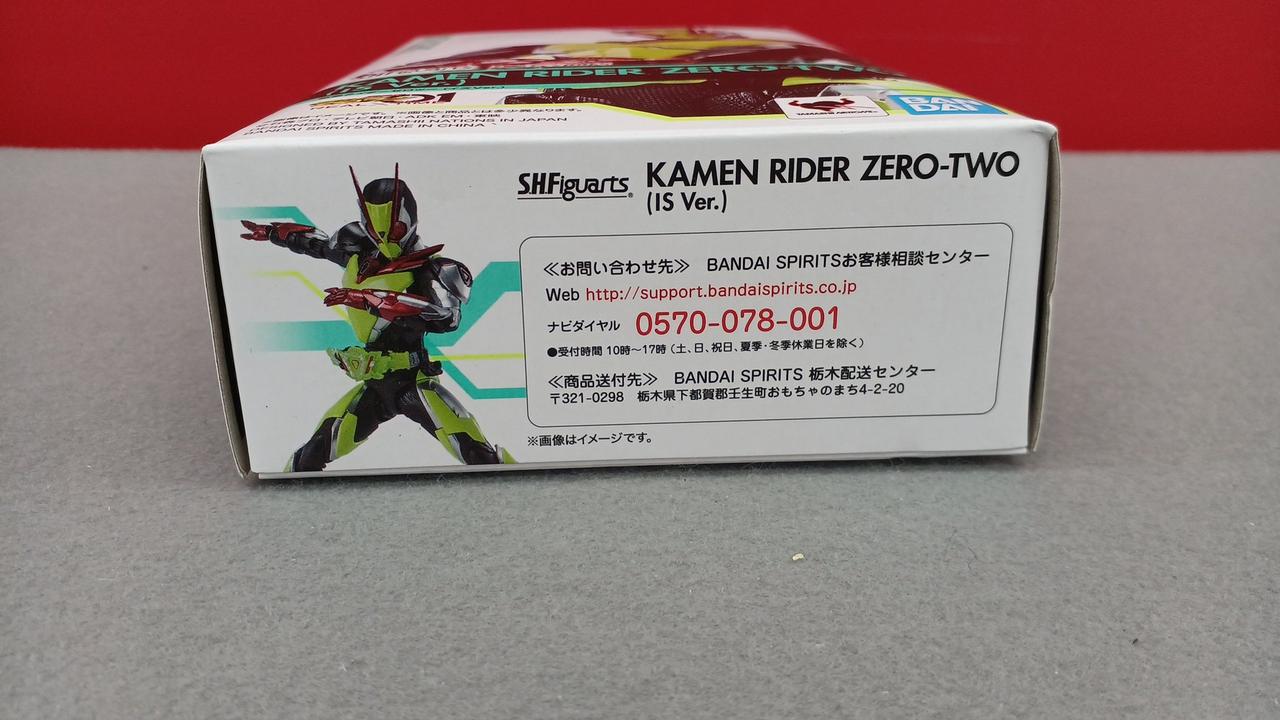 KAMEN RIDER ZERO-TWO
(IS Ver.)
TAMASHII NATIONS IN JAPAN
BANDAI SPIRITS MADE IN CHINA
BANDAI
S.H.Figuarts
KAMEN RIDER ZERO-TWO
(IS Ver.)
≪お問い合わせ先≫ BANDAI SPIRITSお客様相談センター
Web http://support.bandaispirits.co.jp
ナビダイヤル 0570-078-001
●受付時間 10時〜17時（土、日、祝日、夏季・冬季休業日を除く）
≪商品送付先≫ BANDAI SPIRITS 栃木配送センター
〒321-0298 栃木県下都賀郡壬生町おもちゃのまち4-2-20
※画像はイメージです。